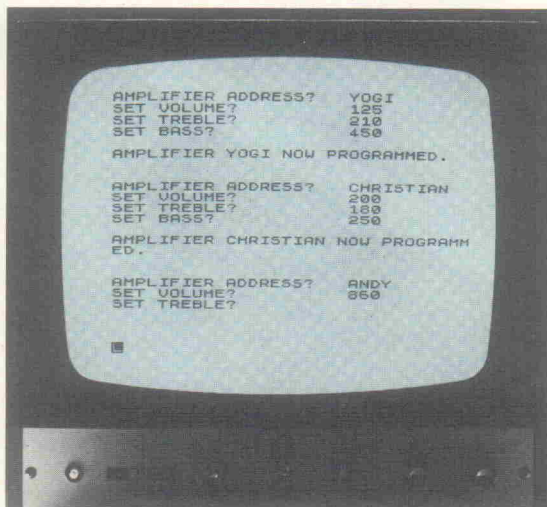 AMPLIFIER ADDRESS? YOGI
SET VOLUME? 125
SET TREBLE? 210
SET BASS? 450
AMPLIFIER YOGI NOW PROGRAMMED.
AMPLIFIER ADDRESS? CHRISTIAN
SET VOLUME? 200
SET TREBLE? 180
SET BASS? 250
AMPLIFIER CHRISTIAN NOW PROGRAMM
ED.
AMPLIFIER ADDRESS? ANDY
SET VOLUME? 860
SET TREBLE?
L